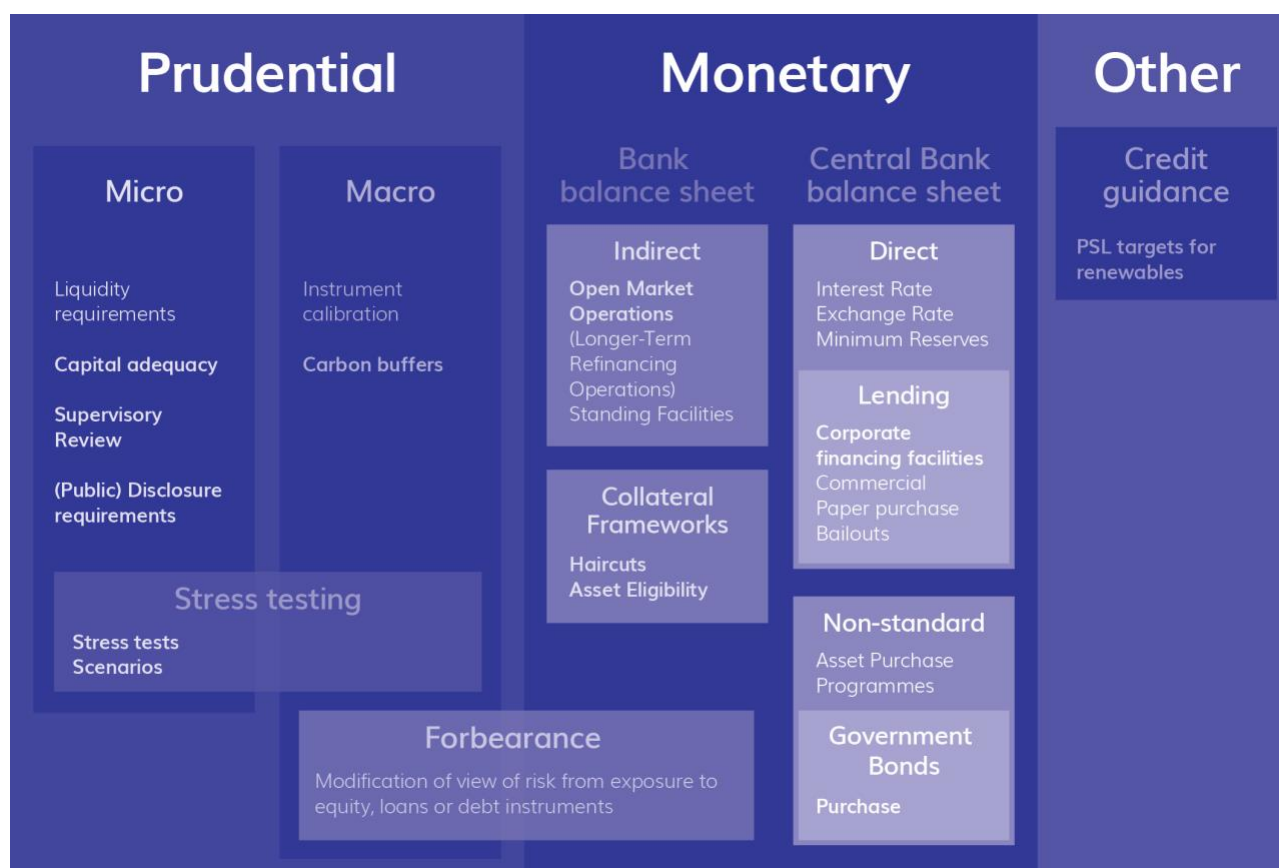 Prudential
Micro
Liquidity
requirements
Capital adequacy
Supervisory
Review
(Public) Disclosure
requirements
Macro
Instrument
calibration
Carbon buffers
Stress testing
Stress tests
Scenarios
Forbearance
Modification of view of risk from exposure to
equity, loans or debt instruments
Monetary
Bank
balance sheet
Indirect
Open Market
Operations
(Longer-Term
Refinancing
Operations)
Standing Facilities
Collateral
Frameworks
Haircuts
Asset Eligibility
Central Bank
balance sheet
Direct
Interest Rate
Exchange Rate
Minimum Reserves
Lending
Corporate
financing facilities
Commercial
Paper purchase
Bailouts
Non-standard
Asset Purchase
Programmes
Government
Bonds
Purchase
Other
Credit
guidance
PSL targets for
renewables